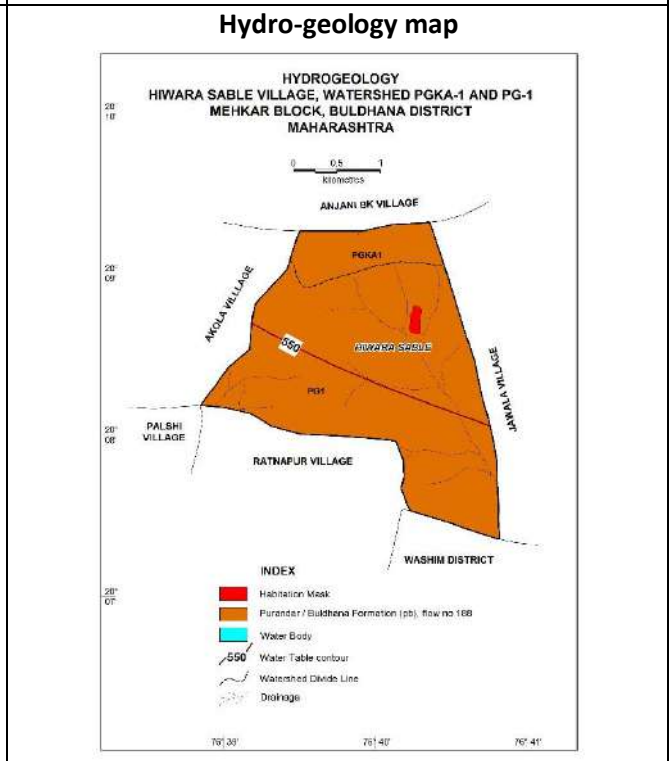 Hydro-geology map
HYDROGEOLOGY
HIWARA SABLE VILLAGE, WATERSHED PGKA-1 AND PG-1
MEHKAR BLOCK, BULDHANA DISTRICT
MAHARASHTRA
0 0.5 1
kilometres
20°
10'
ANJANI BK VILLAGE
PGKA1
20°
09'
AKOLA VILLLAGE
550
HIWARA SABLE
JAWALA VILLAGE
PG1
20°
08'
PALSHI
VILLAGE
RATNAPUR VILLAGE
WASHIM DISTRICT
INDEX
Habitation Mask
20°
07'
Purandar / Buldhana Formation (pb), flow no 188
Water Body
550 Water Table contour
Watershed Divide Line
Drainage
76° 39' 76° 40' 76° 41'